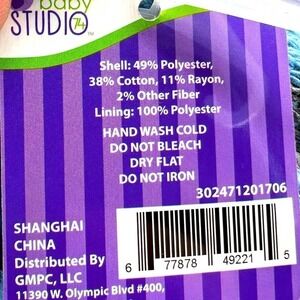 baby
STUDIO
TM
Shell: 49% Polyester,
38% Cotton, 11% Rayon,
2% Other Fiber
Lining: 100% Polyester
HAND WASH COLD
DO NOT BLEACH
DRY FLAT
DO NOT IRON
302471201706
SHANGHAI
CHINA
Distributed By
GMPC, LLC
11390 W. Olympic Blvd #400,
6 77878 49221 5